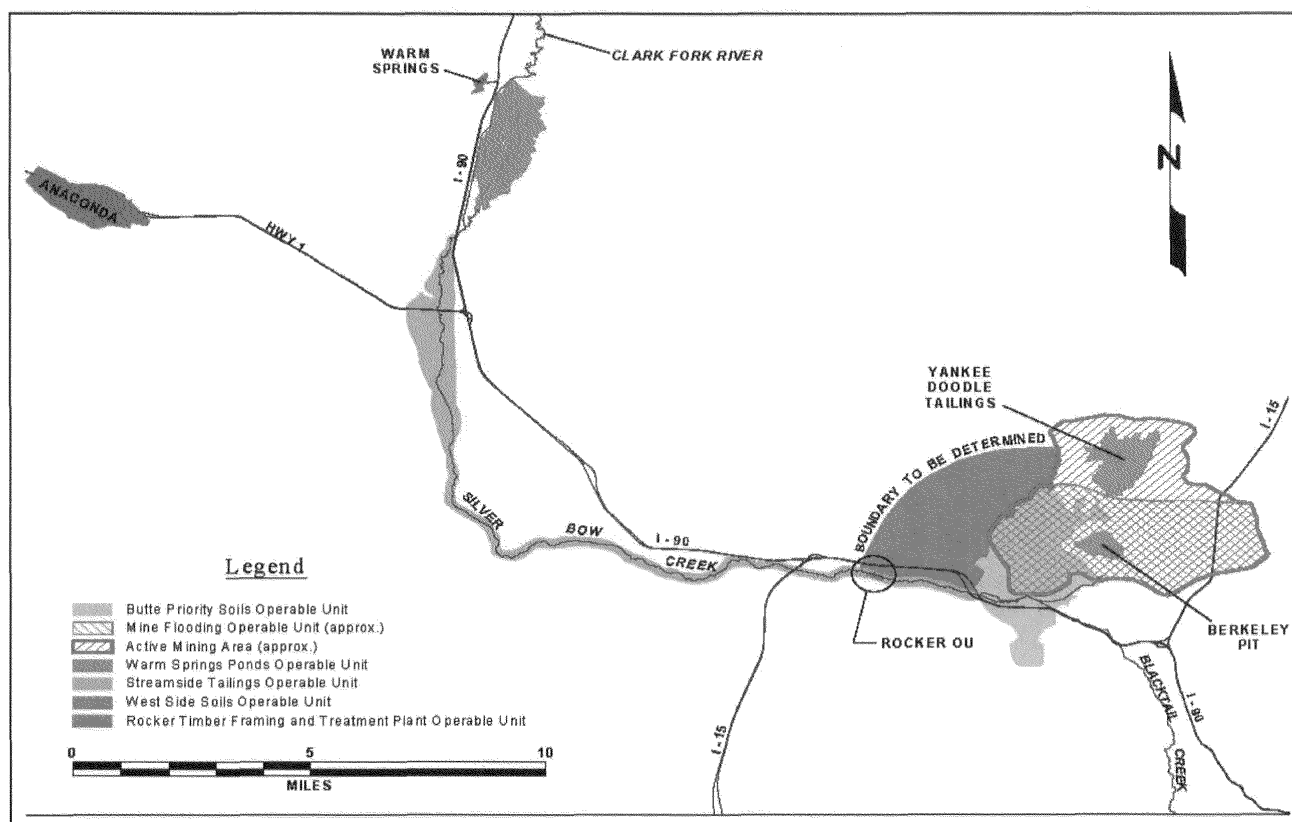 WARM
SPRINGS
CLARK FORK RIVER
N
I - 90
ANACONDA
HWY 1
YANKEE
DOODLE
TAILINGS
I - 15
BOUNDARY TO BE DETERMINED
SILVER BOW CREEK
I - 90
ROCKER OU
BERKELEY
PIT
BLACKTAIL CREEK
I - 90
I - 15
Legend
Butte Priority Soils Operable Unit
Mine Flooding Operable Unit (approx.)
Active Mining Area (approx.)
Warm Springs Ponds Operable Unit
Streamside Tailings Operable Unit
West Side Soils Operable Unit
Rocker Timber Framing and Treatment Plant Operable Unit
0 5 10
MILES